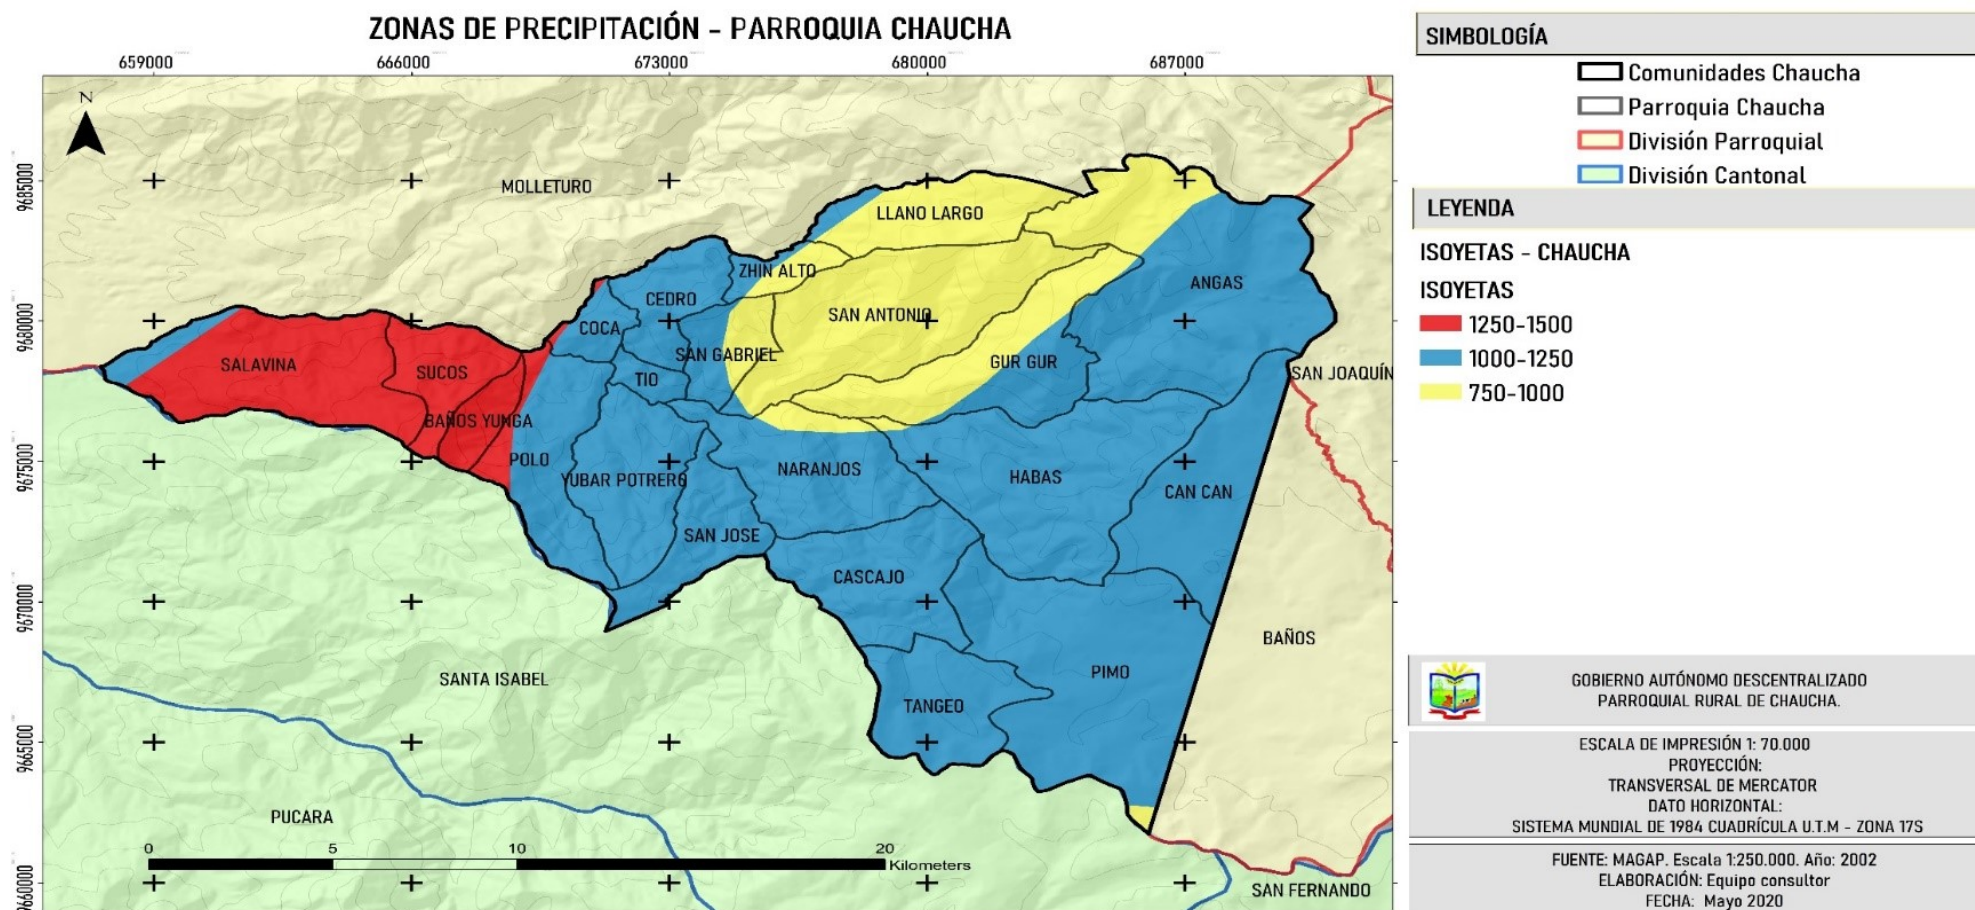 ZONAS DE PRECIPITACIÓN - PARROQUIA CHAUCHA
659000 666000 673000 680000 687000
9685000
9680000
9675000
9670000
9665000
9660000
N
MOLLETURO
LLANO LARGO
ZHIN ALTO
ANGAS
CEDRO
SAN ANTONIO
COCA
SAN GABRIEL
GUR GUR
SALAVINA
SUCOS
TIO
SAN JOAQUÍN
BAÑOS YUNGA
POLO
NARANJOS
HABAS
YUBAR POTRERO
CAN CAN
SAN JOSE
CASCAJO
BAÑOS
SANTA ISABEL
PIMO
TANGEO
PUCARA
SAN FERNANDO
0 5 10 20
Kilometers
SIMBOLOGÍA
Comunidades Chaucha
Parroquia Chaucha
División Parroquial
División Cantonal
LEYENDA
ISOYETAS - CHAUCHA
ISOYETAS
1250-1500
1000-1250
750-1000
GOBIERNO AUTÓNOMO DESCENTRALIZADO
PARROQUIAL RURAL DE CHAUCHA.
ESCALA DE IMPRESIÓN 1: 70.000
PROYECCIÓN:
TRANSVERSAL DE MERCATOR
DATO HORIZONTAL:
SISTEMA MUNDIAL DE 1984 CUADRÍCULA U.T.M - ZONA 17S
FUENTE: MAGAP. Escala 1:250.000. Año: 2002
ELABORACIÓN: Equipo consultor
FECHA: Mayo 2020